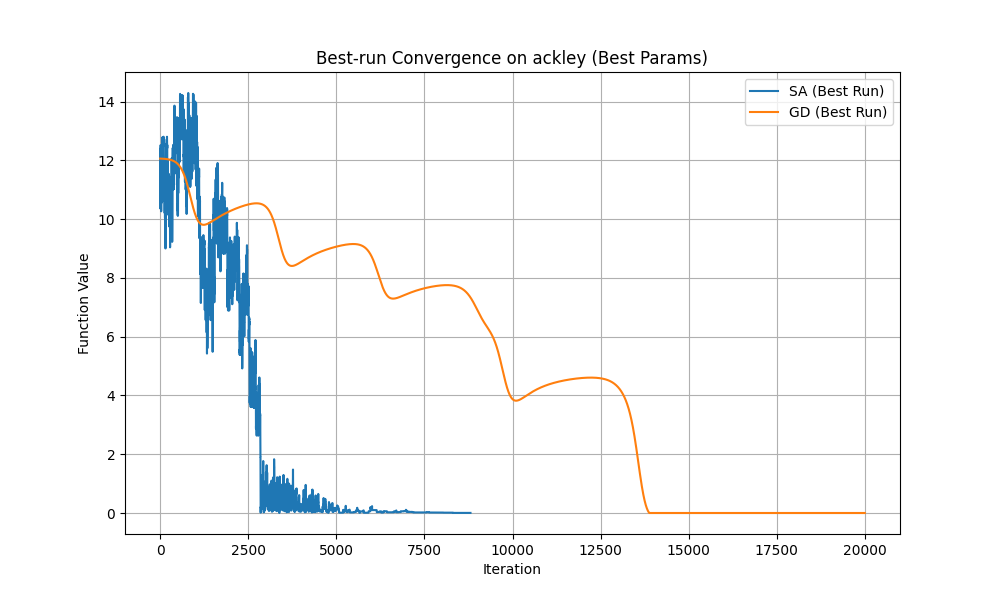 Best-run Convergence on ackley (Best Params)
SA (Best Run)
GD (Best Run)
Function Value
14
12
10
8
6
4
2
0
0 2500 5000 7500 10000 12500 15000 17500 20000
Iteration